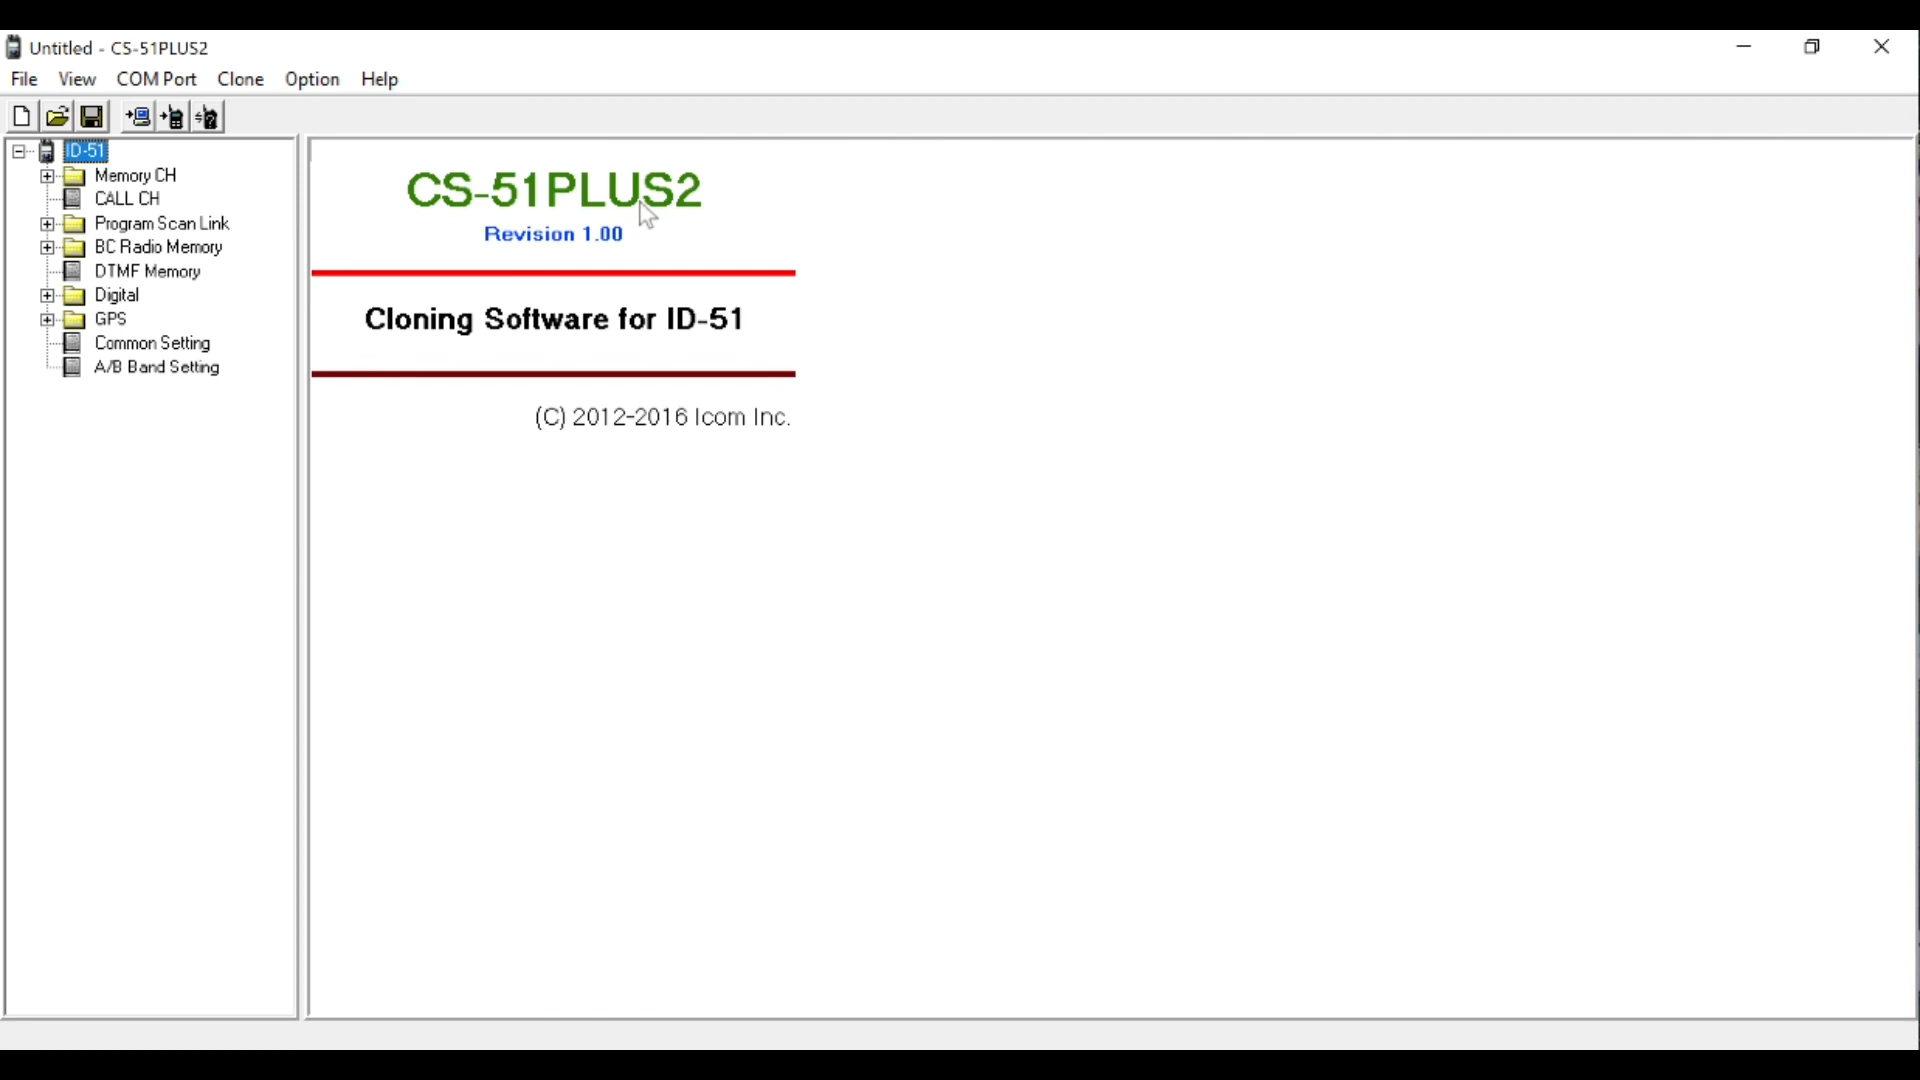 Untitled - CS-51PLUS2
File View COM Port Clone Option Help
ID-51
Memory CH
CALL CH
Program Scan Link
BC Radio Memory
DTMF Memory
Digital
GPS
Common Setting
A/B Band Setting
CS-51PLUS2
Revision 1.00
Cloning Software for ID-51
(C) 2012-2016 Icom Inc.